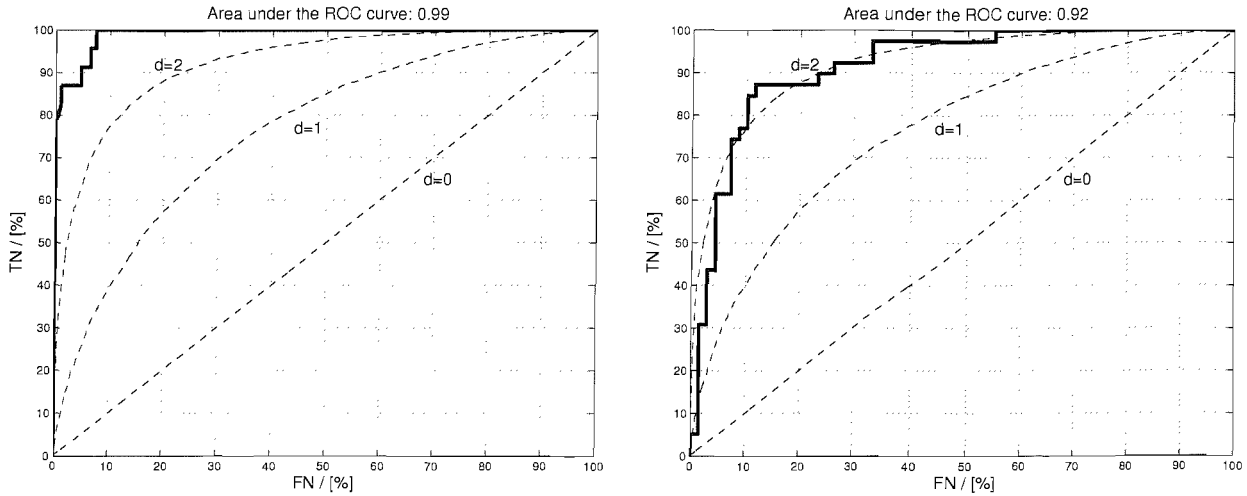 Area under the ROC curve: 0.99
100
90
80
70
60
50
40
30
20
10
0
TN / [%]
d=2
d=1
d=0
0 10 20 30 40 50 60 70 80 90 100
FN / [%]
Area under the ROC curve: 0.92
100
90
80
70
60
50
40
30
20
10
0
TN / [%]
d=2
d=1
d=0
0 10 20 30 40 50 60 70 80 90 100
FN / [%]